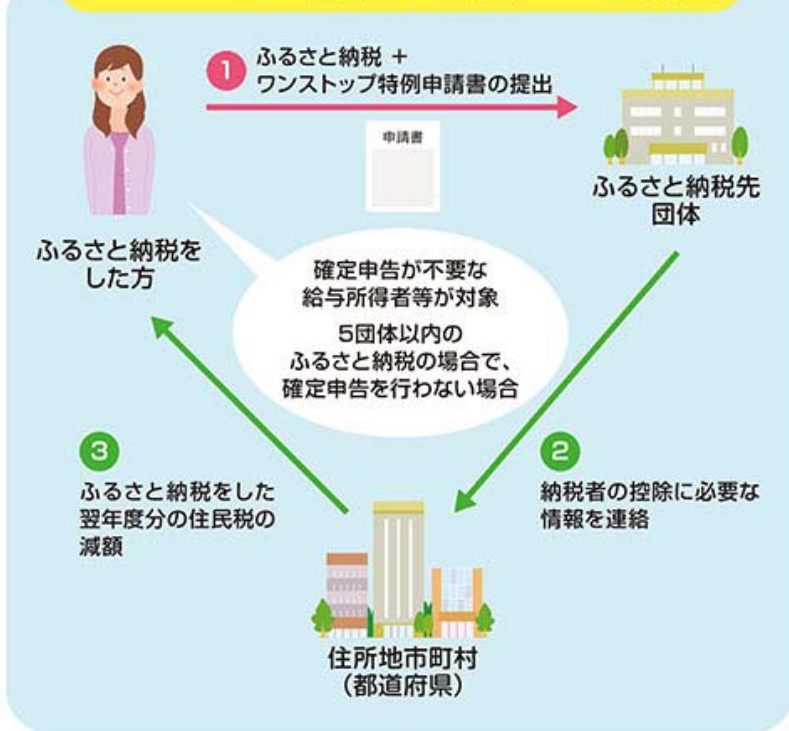 1
ふるさと納税 +
ワンストップ特例申請書の提出
申請書
ふるさと納税先
団体
ふるさと納税を
した方
確定申告が不要な
給与所得者等が対象
5団体以内の
ふるさと納税の場合で、
確定申告を行わない場合
3
ふるさと納税をした
翌年度分の住民税の
減額
2
納税者の控除に必要な
情報を連絡
住所地市町村
（都道府県）